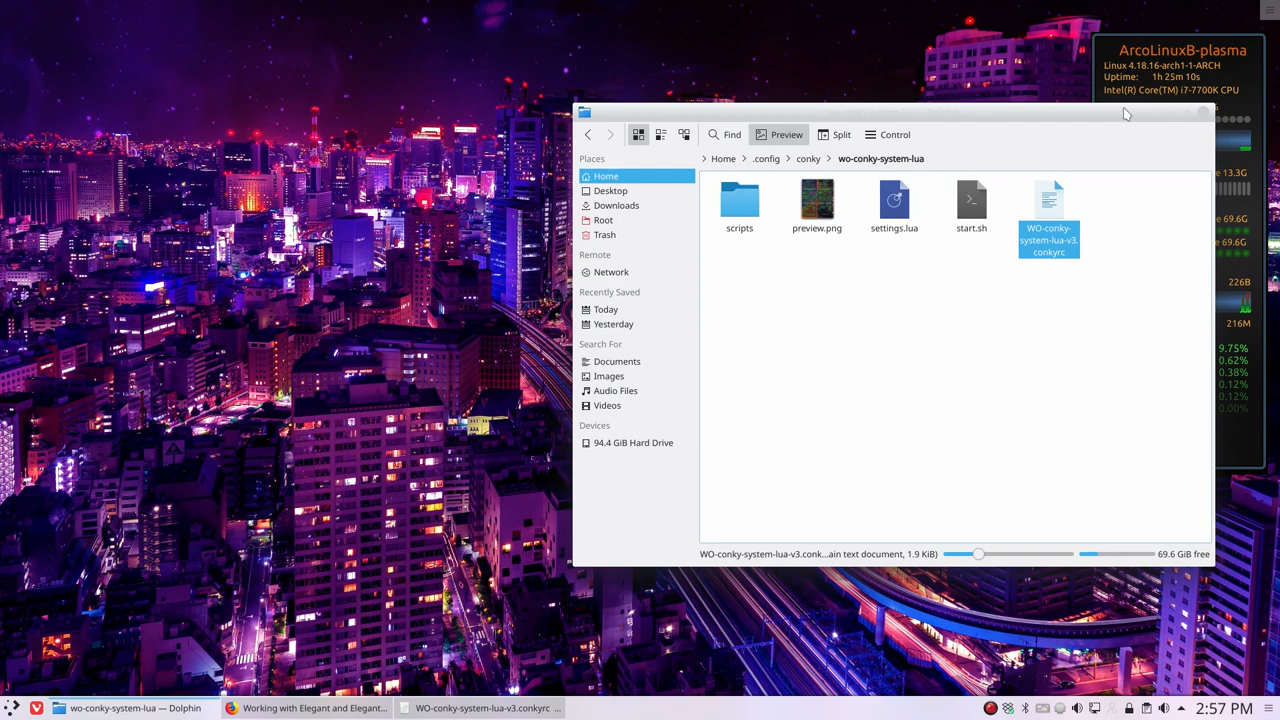 ArcoLinuxB-plasma
Linux 4.18.16-arch1-1-ARCH
Uptime: 1h 25m 10s
Intel(R) Core(TM) i7-7700K CPU
Find
Preview
Split
Control
Places
Home
.config
conky
wo-conky-system-lua
Home
Desktop
Downloads
Root
Trash
Remote
Network
Recently Saved
Today
Yesterday
Search For
Documents
Images
Audio Files
Videos
Devices
94.4 GiB Hard Drive
scripts
preview.png
settings.lua
start.sh
WO-conky-
system-lua-v3.
conkyrc
e 13.3G
e 69.6G
e 69.6G
226B
216M
9.75%
0.62%
0.38%
0.12%
0.12%
0.00%
WO-conky-system-lua-v3.conk...ain text document, 1.9 KiB)
69.6 GiB free
wo-conky-system-lua — Dolphin
Working with Elegant and Elegant...
WO-conky-system-lua-v3.conkyrc ...
2:57 PM